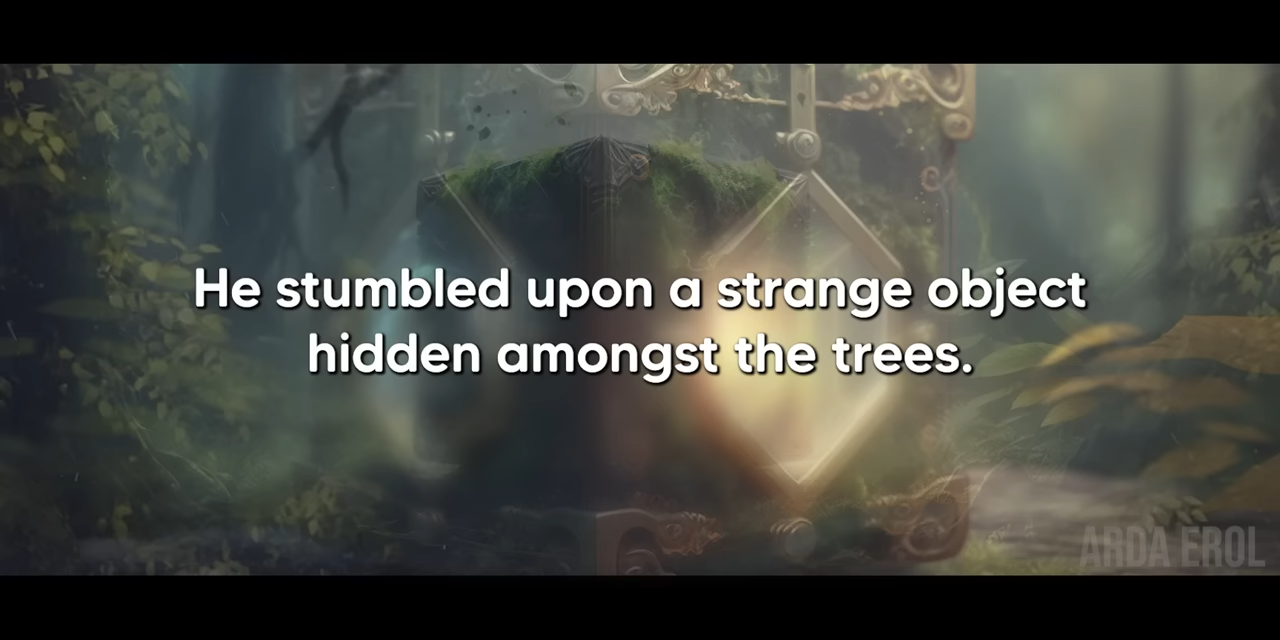 He stumbled upon a strange object
hidden amongst the trees.
ARDA EROL